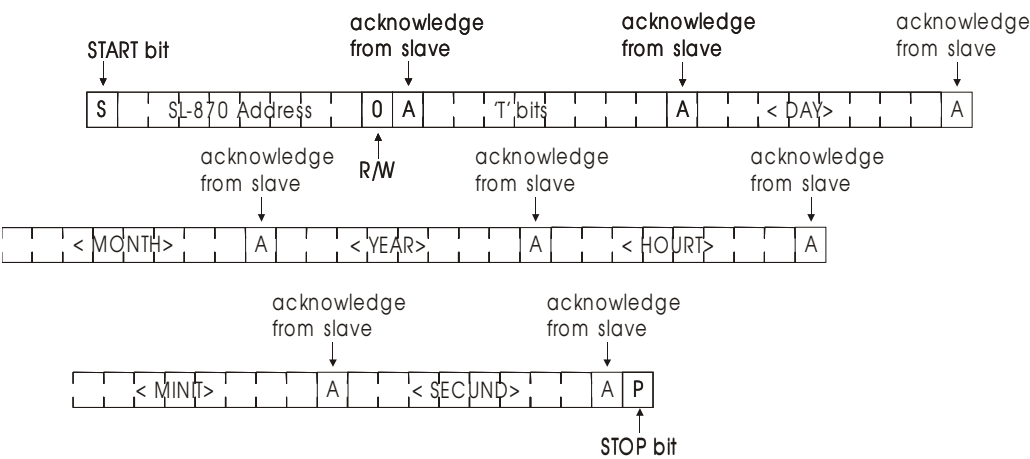 acknowledge
from slave
acknowledge
from slave
acknowledge
from slave
START bit
S SL-870 Address 0 A 'T' bits A < DAY> A
R/W
acknowledge
from slave
acknowledge
from slave
acknowledge
from slave
< MONTH> A < YEAR> A < HOURT> A
acknowledge
from slave
acknowledge
from slave
< MINIT> A < SECUND> A P
STOP bit